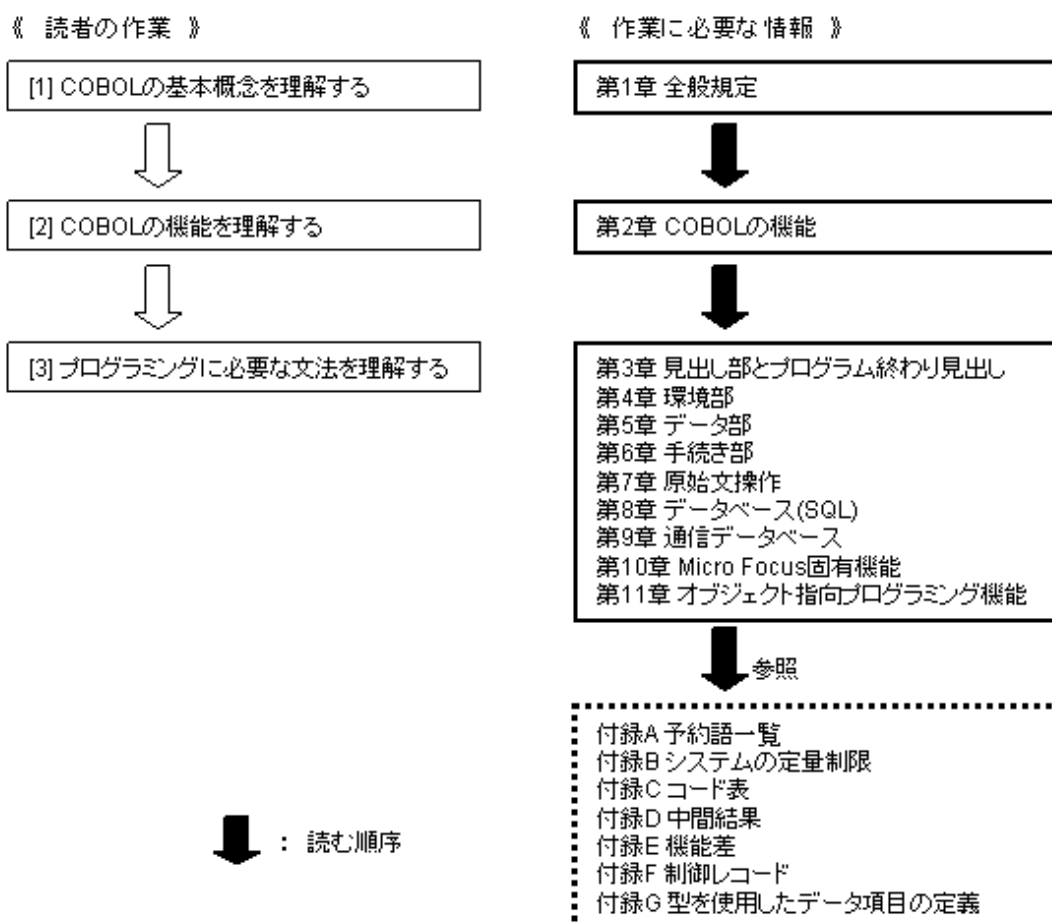 《 読者の作業 》
[1] COBOLの基本概念を理解する
[2] COBOLの機能を理解する
[3] プログラミングに必要な文法を理解する
《 作業に必要な情報 》
第1章 全般規定
第2章 COBOLの機能
第3章 見出し部とプログラム終わり見出し
第4章 環境部
第5章 データ部
第6章 手続き部
第7章 原始文操作
第8章 データベース(SQL)
第9章 通信データベース
第10章 Micro Focus固有機能
第11章 オブジェクト指向プログラミング機能
参照
付録A 予約語一覧
付録B システムの定量制限
付録C コード表
付録D 中間結果
付録E 機能差
付録F 制御レコード
付録G 型を使用したデータ項目の定義
： 読む順序